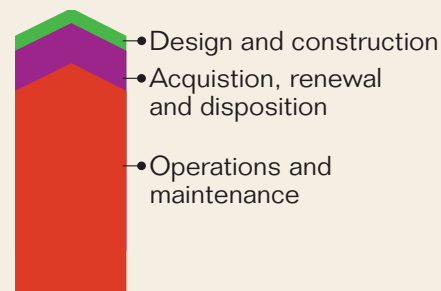 Design and construction
Acquistion, renewal
and disposition
Operations and
maintenance